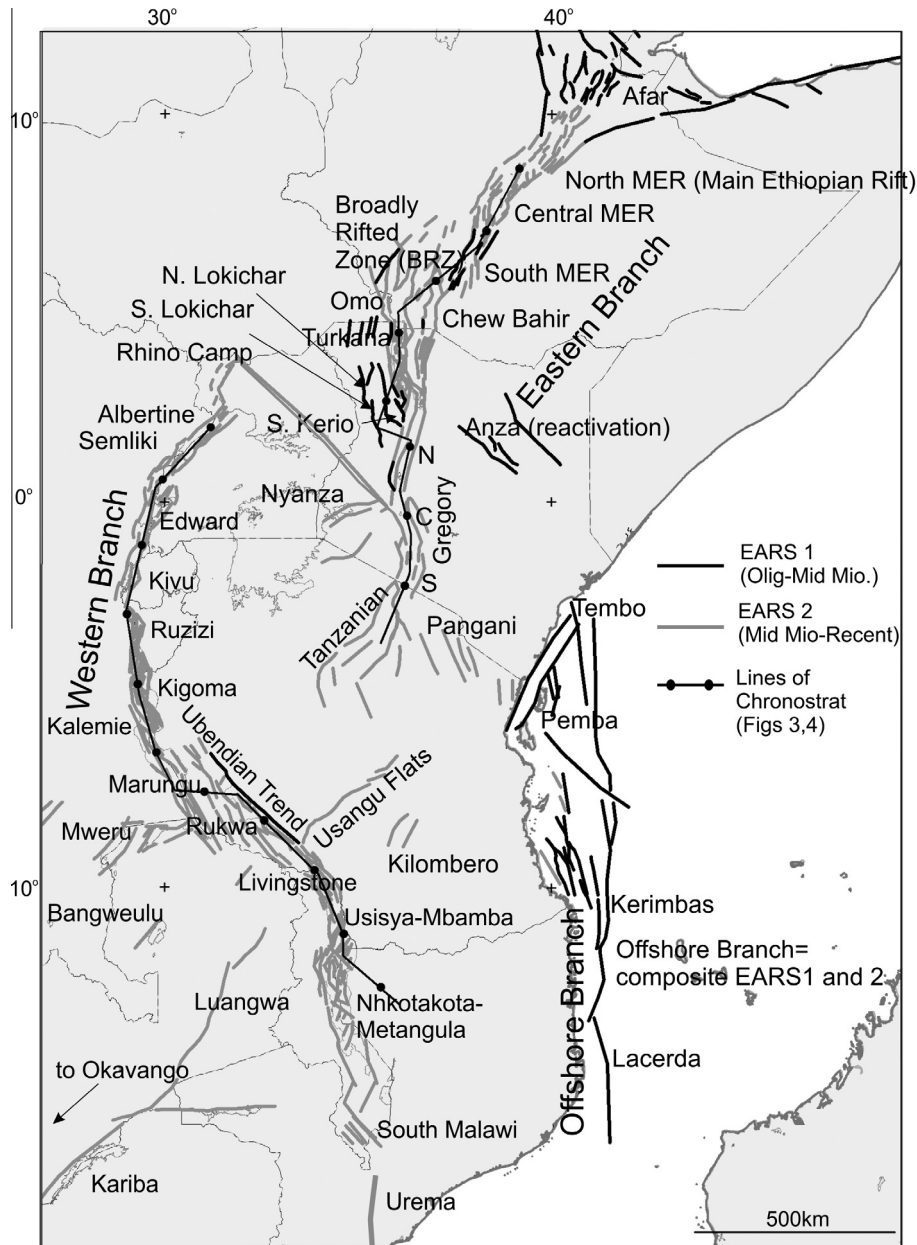 30°
40°
10°
Afar
North MER (Main Ethiopian Rift)
Broadly
Rifted
Zone (BRZ)
Central MER
South MER
Eastern Branch
N. Lokichar
S. Lokichar
Omo
Chew Bahir
Turkana
Rhino Camp
Albertine
Semliki
S. Kerio
Anza (reactivation)
N
0°
Nyanza
C
Gregory
Western Branch
Edward
Kivu
S
EARS 1
(Olig-Mid Mio.)
EARS 2
(Mid Mio-Recent)
Lines of
Chronostrat
(Figs 3,4)
Tembo
Ruzizi
Tanzanian
Pangani
Kigoma
Pemba
Kalemie
Ubendian Trend
Usangu Flats
Marungu
Mweru
Rukwa
Kilombero
10°
Livingstone
Kerimbas
Bangweulu
Usisya-Mbamba
Offshore Branch=
composite EARS1 and 2
Offshore Branch
Luangwa
Nhkotakota-
Metangula
Lacerda
to Okavango
South Malawi
Kariba
Urema
500km